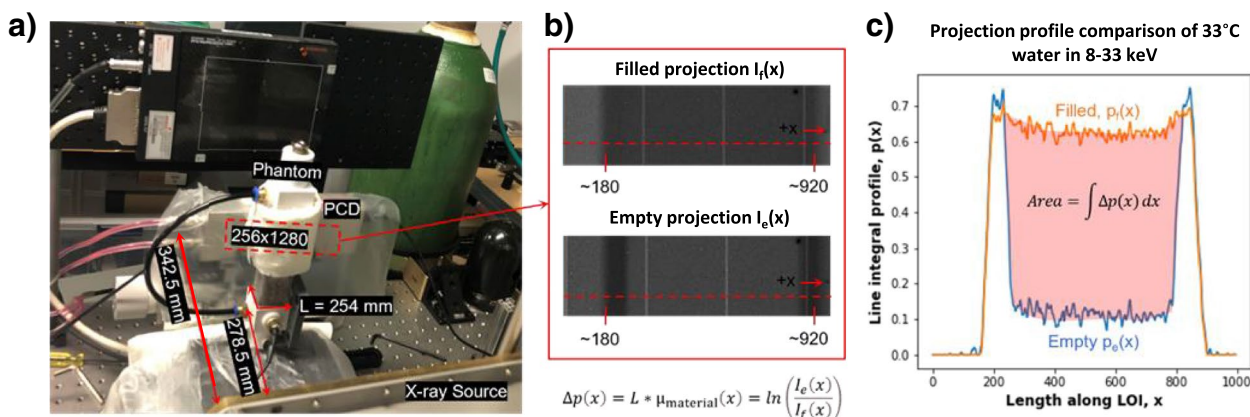 a)
Phantom
PCD
256x1280
342.5 mm
L = 254 mm
278.5 mm
X-ray Source
b)
Filled projection I_f(x)
+x
~180
~920
Empty projection I_e(x)
+x
~180
~920
Δp(x) = L * μ_material(x) = ln(I_e(x)/I_f(x))
c)
Projection profile comparison of 33°C
water in 8-33 keV
Line integral profile, p(x)
0.7
0.6
0.5
0.4
0.3
0.2
0.1
0.0
Filled, p_f(x)
Area = ∫ Δp(x) dx
Empty p_e(x)
0
200
400
600
800
1000
Length along LOI, x